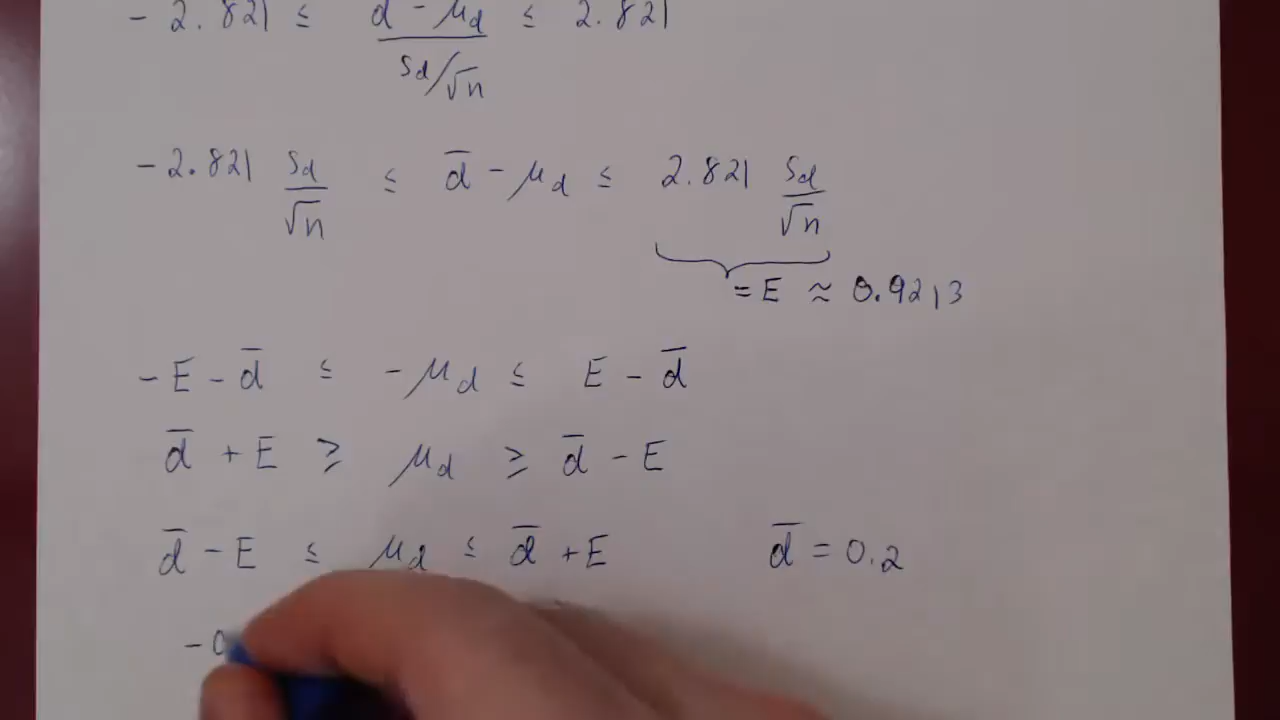 - 2.821 ≤ (d - μd)/(sd/√n) ≤ 2.821
- 2.821 sd/√n ≤ d̅ - μd ≤ 2.821 sd/√n
= E ≈ 0.9213
- E - d̅ ≤ - μd ≤ E - d̅
d̅ + E ≥ μd ≥ d̅ - E
d̅ - E ≤ μd ≤ d̅ + E d̅ = 0.2
- 0